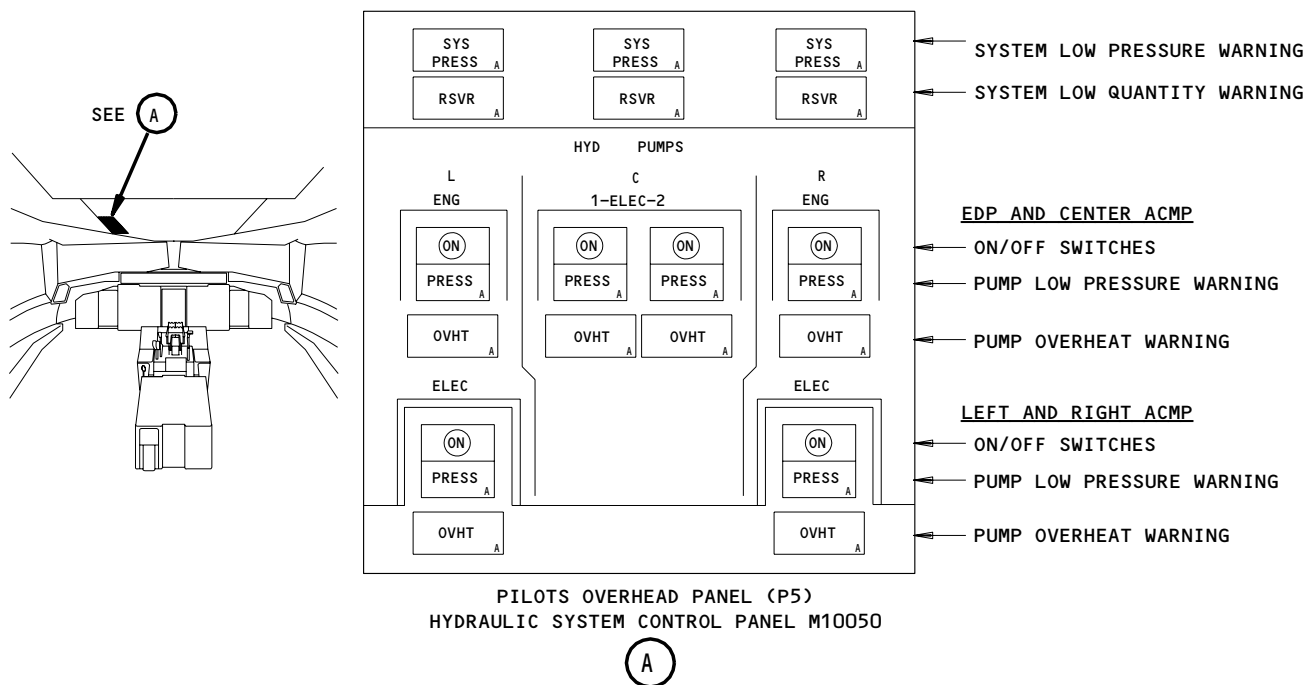 SYS PRESS A
SYS PRESS A
SYS PRESS A
SYSTEM LOW PRESSURE WARNING
RSVR A
RSVR A
RSVR A
SYSTEM LOW QUANTITY WARNING
SEE A
HYD PUMPS
L
C
R
ENG
1-ELEC-2
ENG
EDP AND CENTER ACMP
ON
ON
ON
ON
ON/OFF SWITCHES
PRESS A
PRESS A
PRESS A
PRESS A
PUMP LOW PRESSURE WARNING
OVHT A
OVHT A
OVHT A
OVHT A
PUMP OVERHEAT WARNING
ELEC
ELEC
LEFT AND RIGHT ACMP
ON
ON
ON/OFF SWITCHES
PRESS A
PRESS A
PUMP LOW PRESSURE WARNING
OVHT A
OVHT A
PUMP OVERHEAT WARNING
PILOTS OVERHEAD PANEL (P5)
HYDRAULIC SYSTEM CONTROL PANEL M10050
A